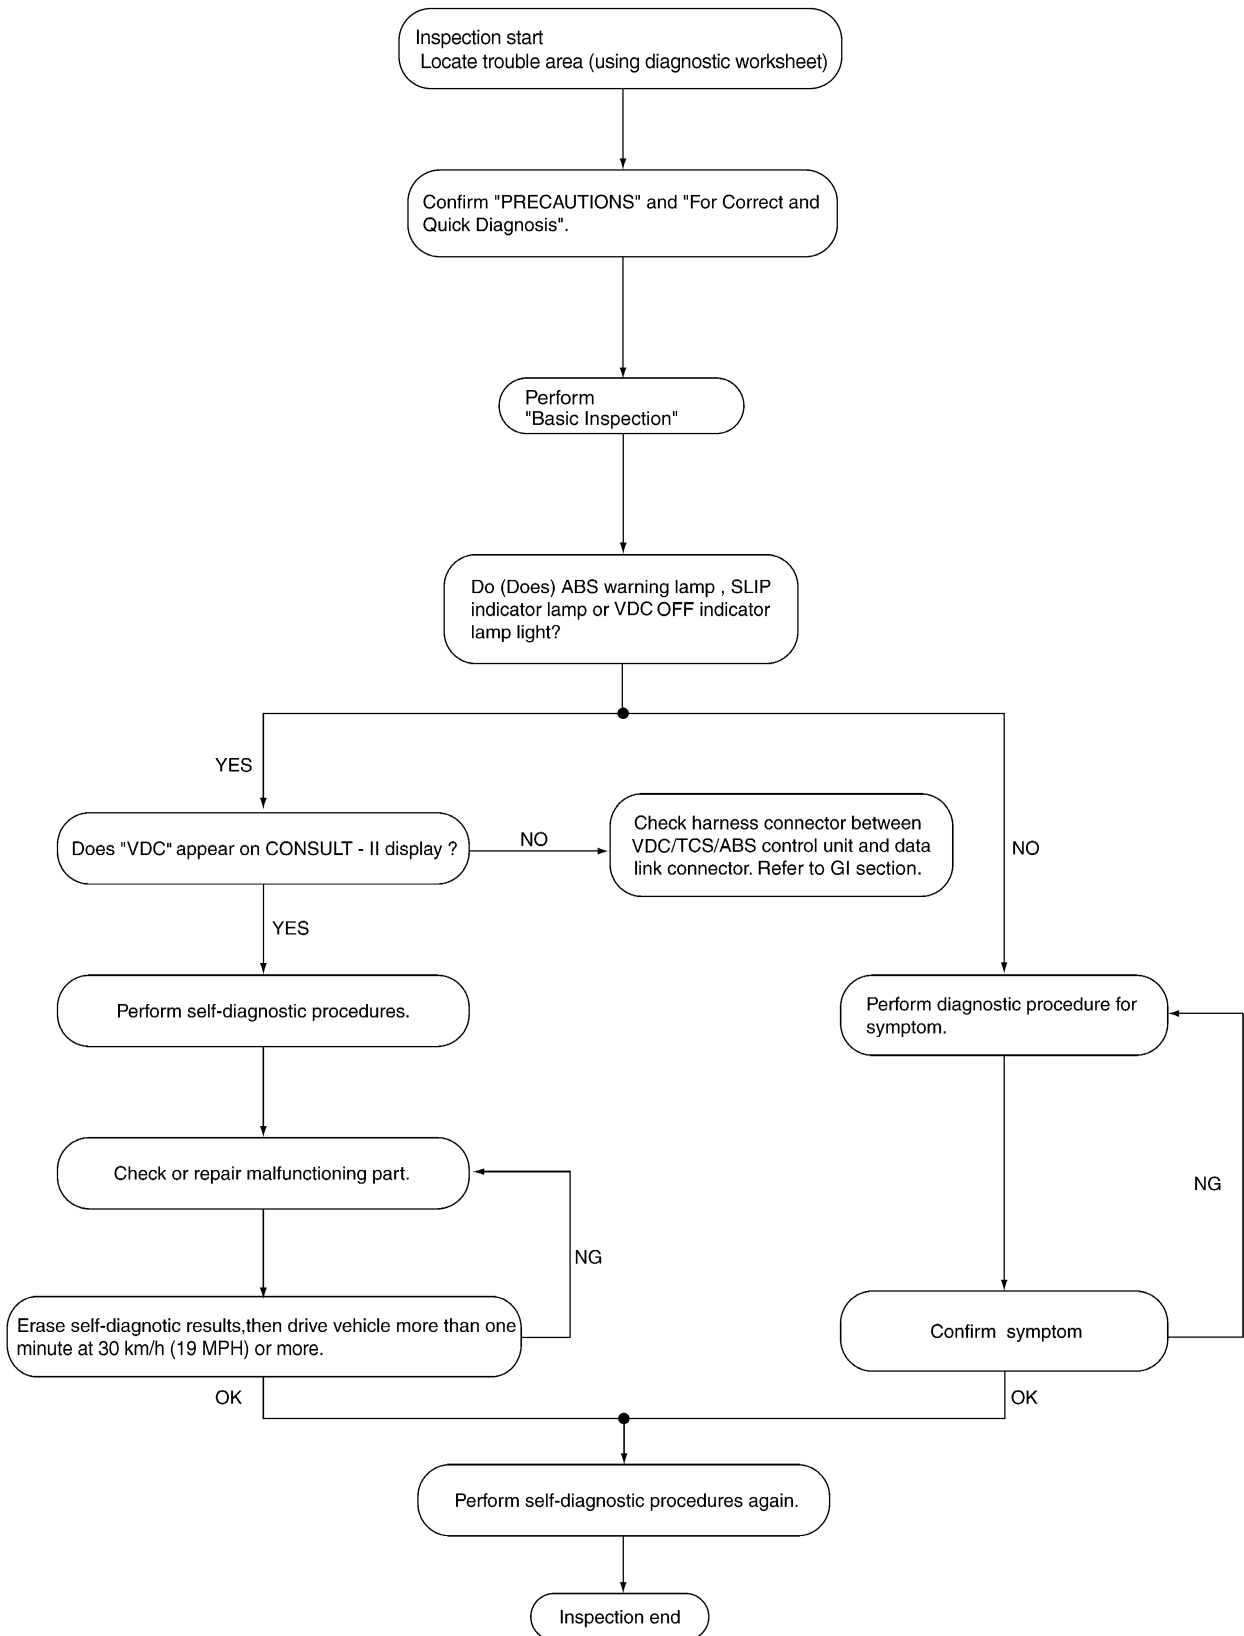 Inspection start
Locate trouble area (using diagnostic worksheet)
Confirm "PRECAUTIONS" and "For Correct and
Quick Diagnosis".
Perform
"Basic Inspection"
Do (Does) ABS warning lamp , SLIP
indicator lamp or VDC OFF indicator
lamp light?
YES
Does "VDC" appear on CONSULT - II display ?
NO
Check harness connector between
VDC/TCS/ABS control unit and data
link connector. Refer to GI section.
NO
YES
Perform self-diagnostic procedures.
Perform diagnostic procedure for
symptom.
Check or repair malfunctioning part.
NG
NG
Erase self-diagnotic results,then drive vehicle more than one
minute at 30 km/h (19 MPH) or more.
Confirm symptom
OK
OK
Perform self-diagnostic procedures again.
Inspection end